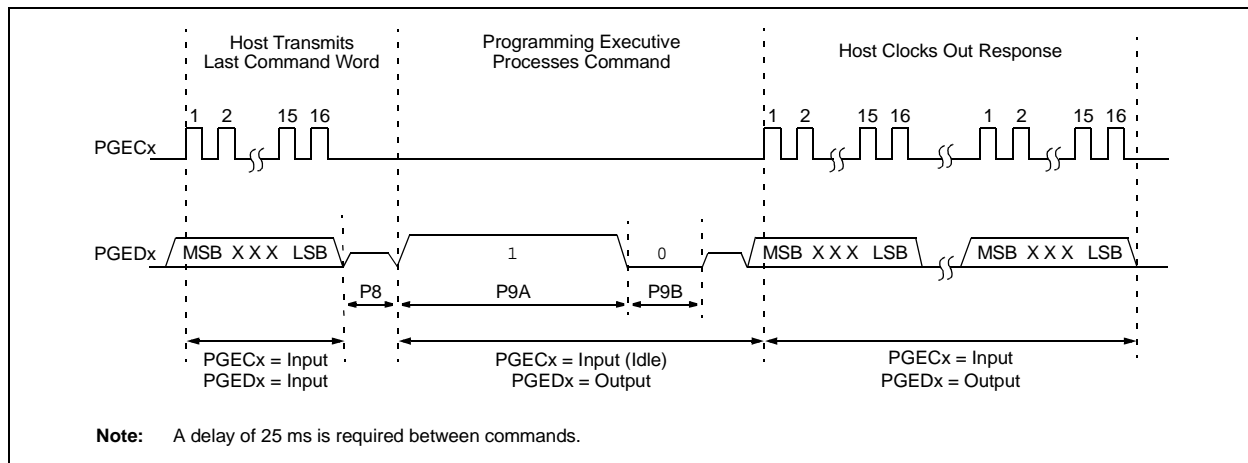 Host Transmits
Last Command Word
Programming Executive
Processes Command
Host Clocks Out Response
1 2 15 16
1 2 15 16
1 2 15 16
PGECx
PGEDx
MSB X X X LSB
1
0
MSB X X X LSB
MSB X X X LSB
P8
P9A
P9B
PGECx = Input
PGEDx = Input
PGECx = Input (Idle)
PGEDx = Output
PGECx = Input
PGEDx = Output
Note: A delay of 25 ms is required between commands.